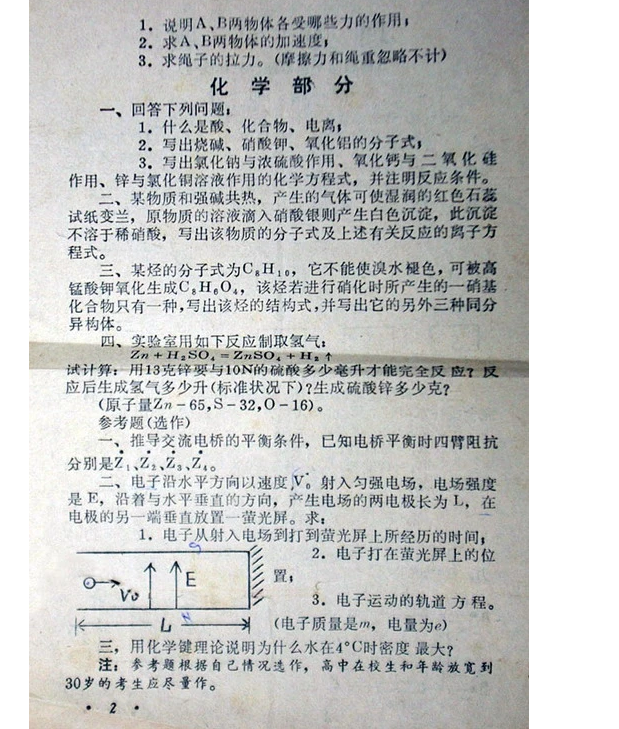 1．说明A、B两物体各受哪些力的作用；
2．求A、B两物体的加速度；
3．求绳子的拉力。(摩擦力和绳重忽略不计)
化学部分
一、回答下列问题：
1．什么是酸、化合物、电离；
2．写出烧碱、硝酸钾、氧化铝的分子式；
3．写出氯化钠与浓硫酸作用、氧化钙与二氧化硅
作用、锌与氯化铜溶液作用的化学方程式，并注明反应条件。
二、某物质和强碱共热，产生的气体可使湿润的红色石蕊
试纸变兰，原物质的溶液滴入硝酸银则产生白色沉淀，此沉淀
不溶于稀硝酸，写出该物质的分子式及上述有关反应的离子方
程式。
三、某烃的分子式为C₈H₁₀，它不能使溴水褪色，可被高
锰酸钾氧化生成C₈H₆O₄，该烃若进行硝化时所产生的一硝基
化合物只有一种，写出该烃的结构式，并写出它的另外三种同分
异构体。
四、实验室用如下反应制取氢气：
Zn＋H₂SO₄＝ZnSO₄＋H₂↑
试计算：用13克锌要与10N的硫酸多少毫升才能完全反应？反
应后生成氢气多少升(标准状况下)?生成硫酸锌多少克？
(原子量Zn－65,S－32,O－16)。
参考题(选作)
一、推导交流电桥的平衡条件，已知电桥平衡时四臂阻抗
分别是Ż₁、Ż₂、Ż₃、Ż₄。
二、电子沿水平方向以速度V₀射入匀强电场，电场强度
是E，沿着与水平垂直的方向，产生电场的两电极长为L，在
电极的另一端垂直放置一萤光屏。求：
1．电子从射入电场到打到萤光屏上所经历的时间；
2．电子打在萤光屏上的位
置；
3．电子运动的轨道方程。
(电子质量是m，电量为e)
V₀
E
L
三，用化学键理论说明为什么水在4°C时密度最大？
注：参考题根据自己情况选作，高中在校生和年龄放宽到
30岁的考生应尽量作。
• 2 •